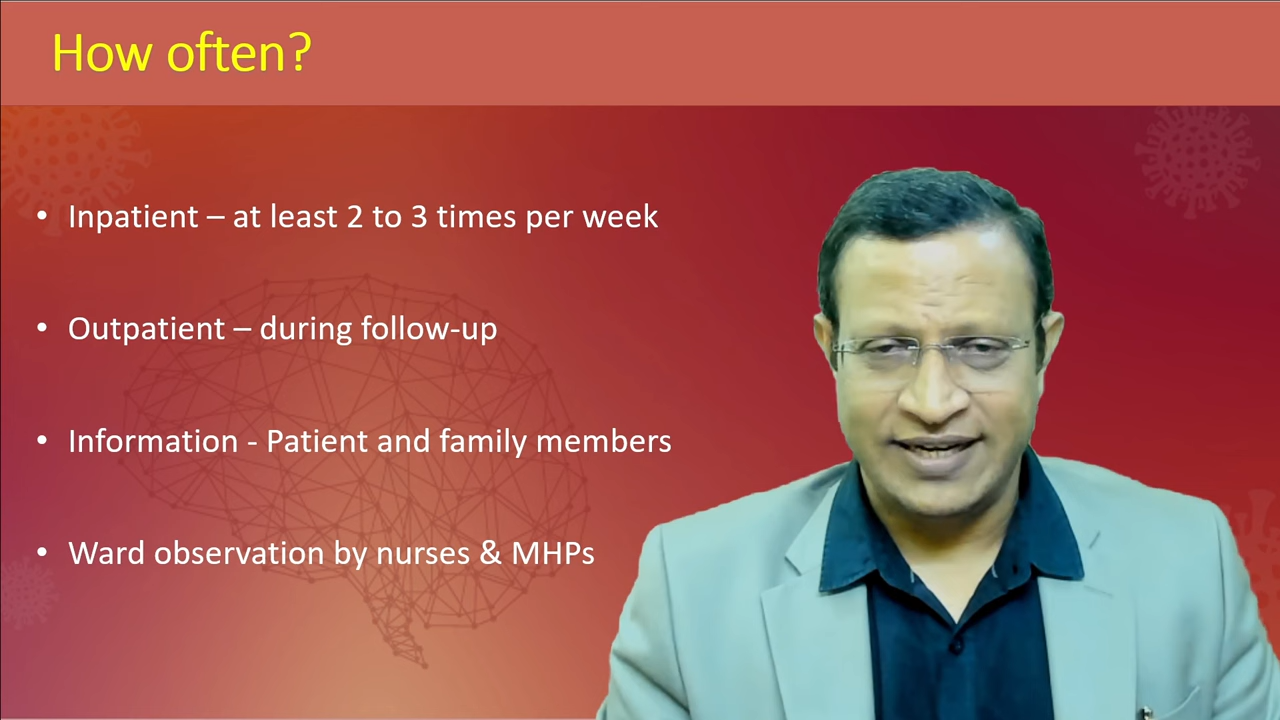 How often?
• Inpatient – at least 2 to 3 times per week
• Outpatient – during follow-up
• Information - Patient and family members
• Ward observation by nurses & MHPs